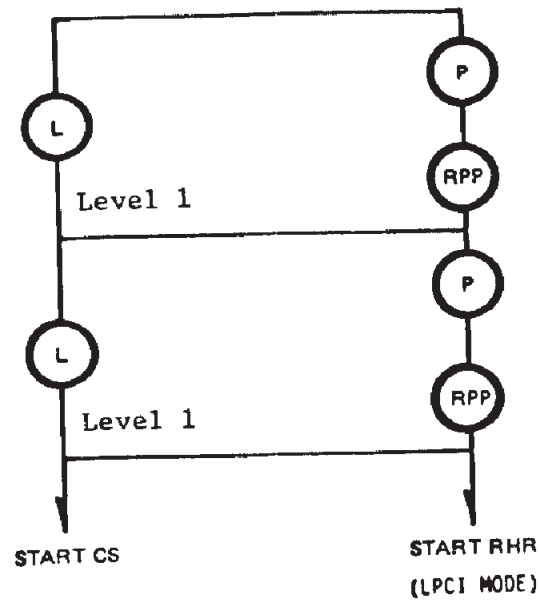 P
L
RPP
Level 1
P
L
RPP
Level 1
START CS
START RHR
(LPCI MODE)